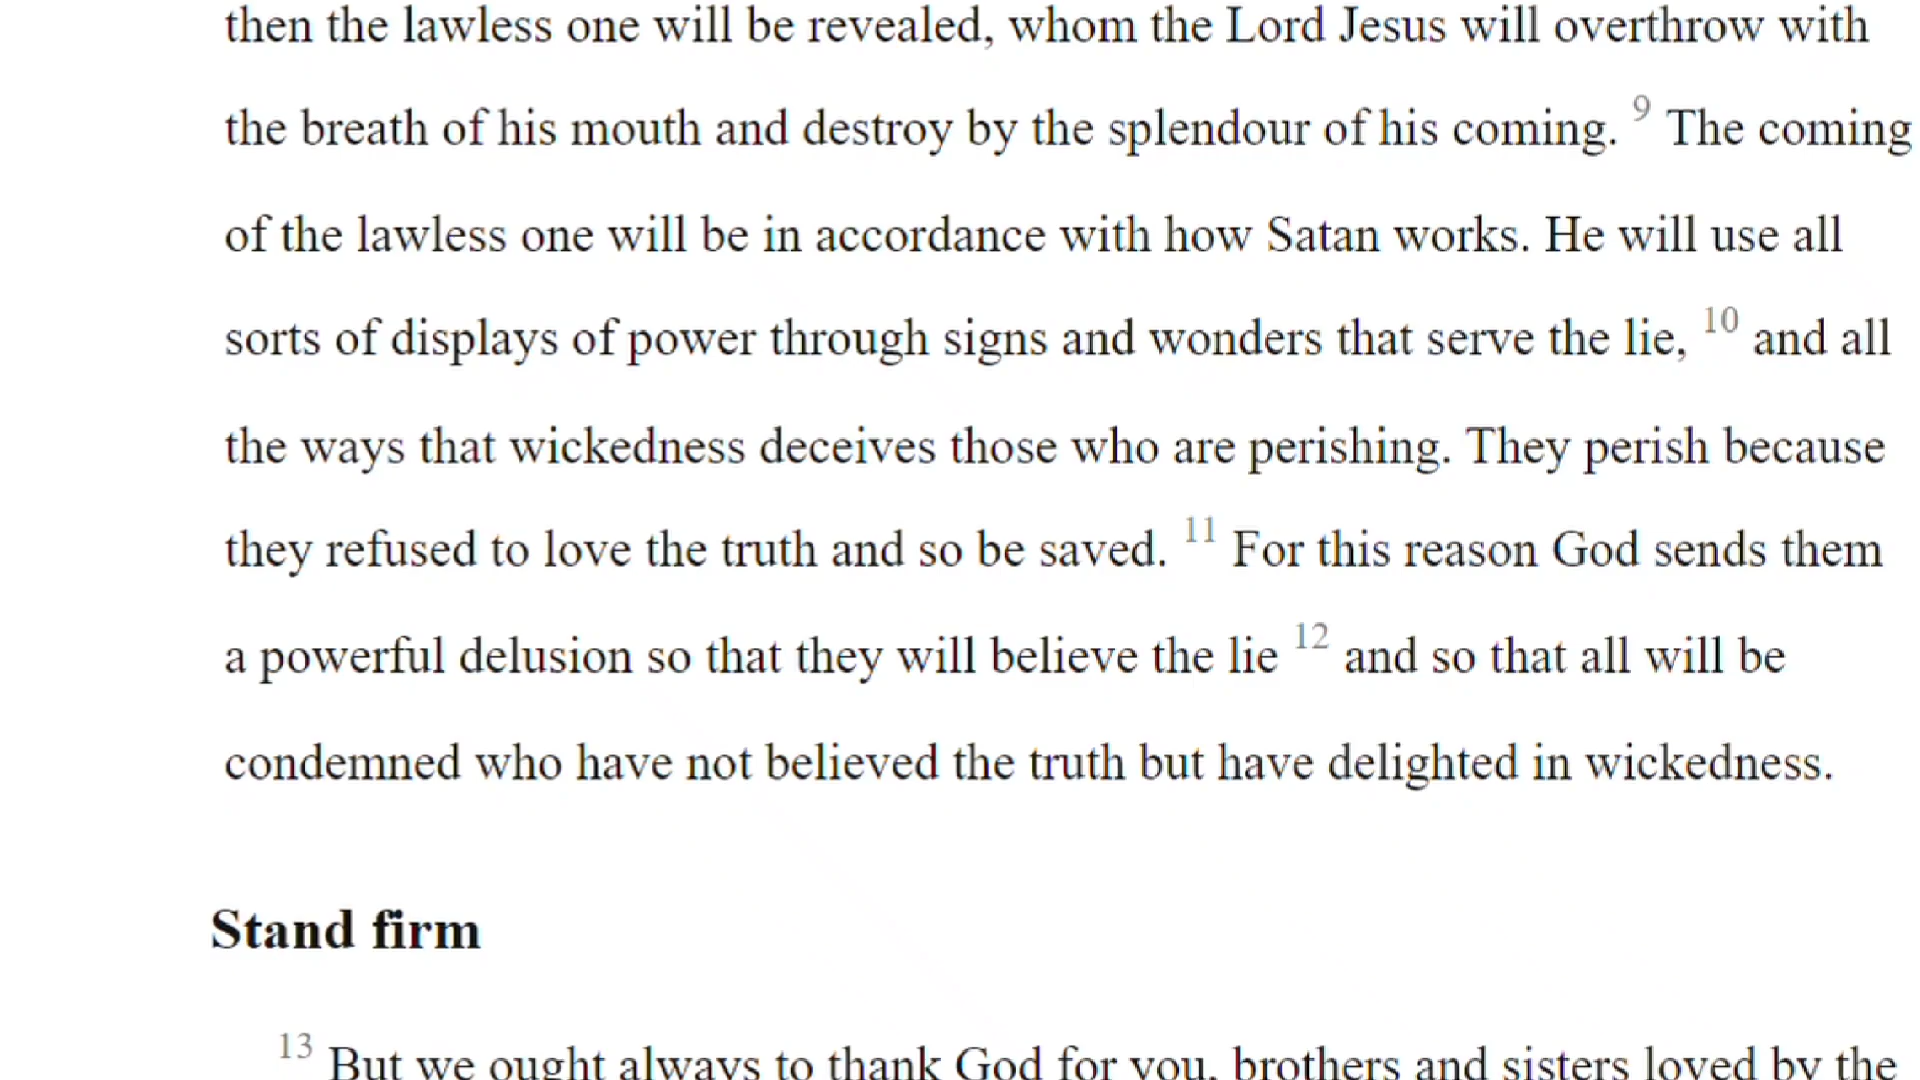 then the lawless one will be revealed, whom the Lord Jesus will overthrow with
the breath of his mouth and destroy by the splendour of his coming. 9 The coming
of the lawless one will be in accordance with how Satan works. He will use all
sorts of displays of power through signs and wonders that serve the lie, 10 and all
the ways that wickedness deceives those who are perishing. They perish because
they refused to love the truth and so be saved. 11 For this reason God sends them
a powerful delusion so that they will believe the lie 12 and so that all will be
condemned who have not believed the truth but have delighted in wickedness.
Stand firm
13 But we ought always to thank God for you, brothers and sisters loved by the